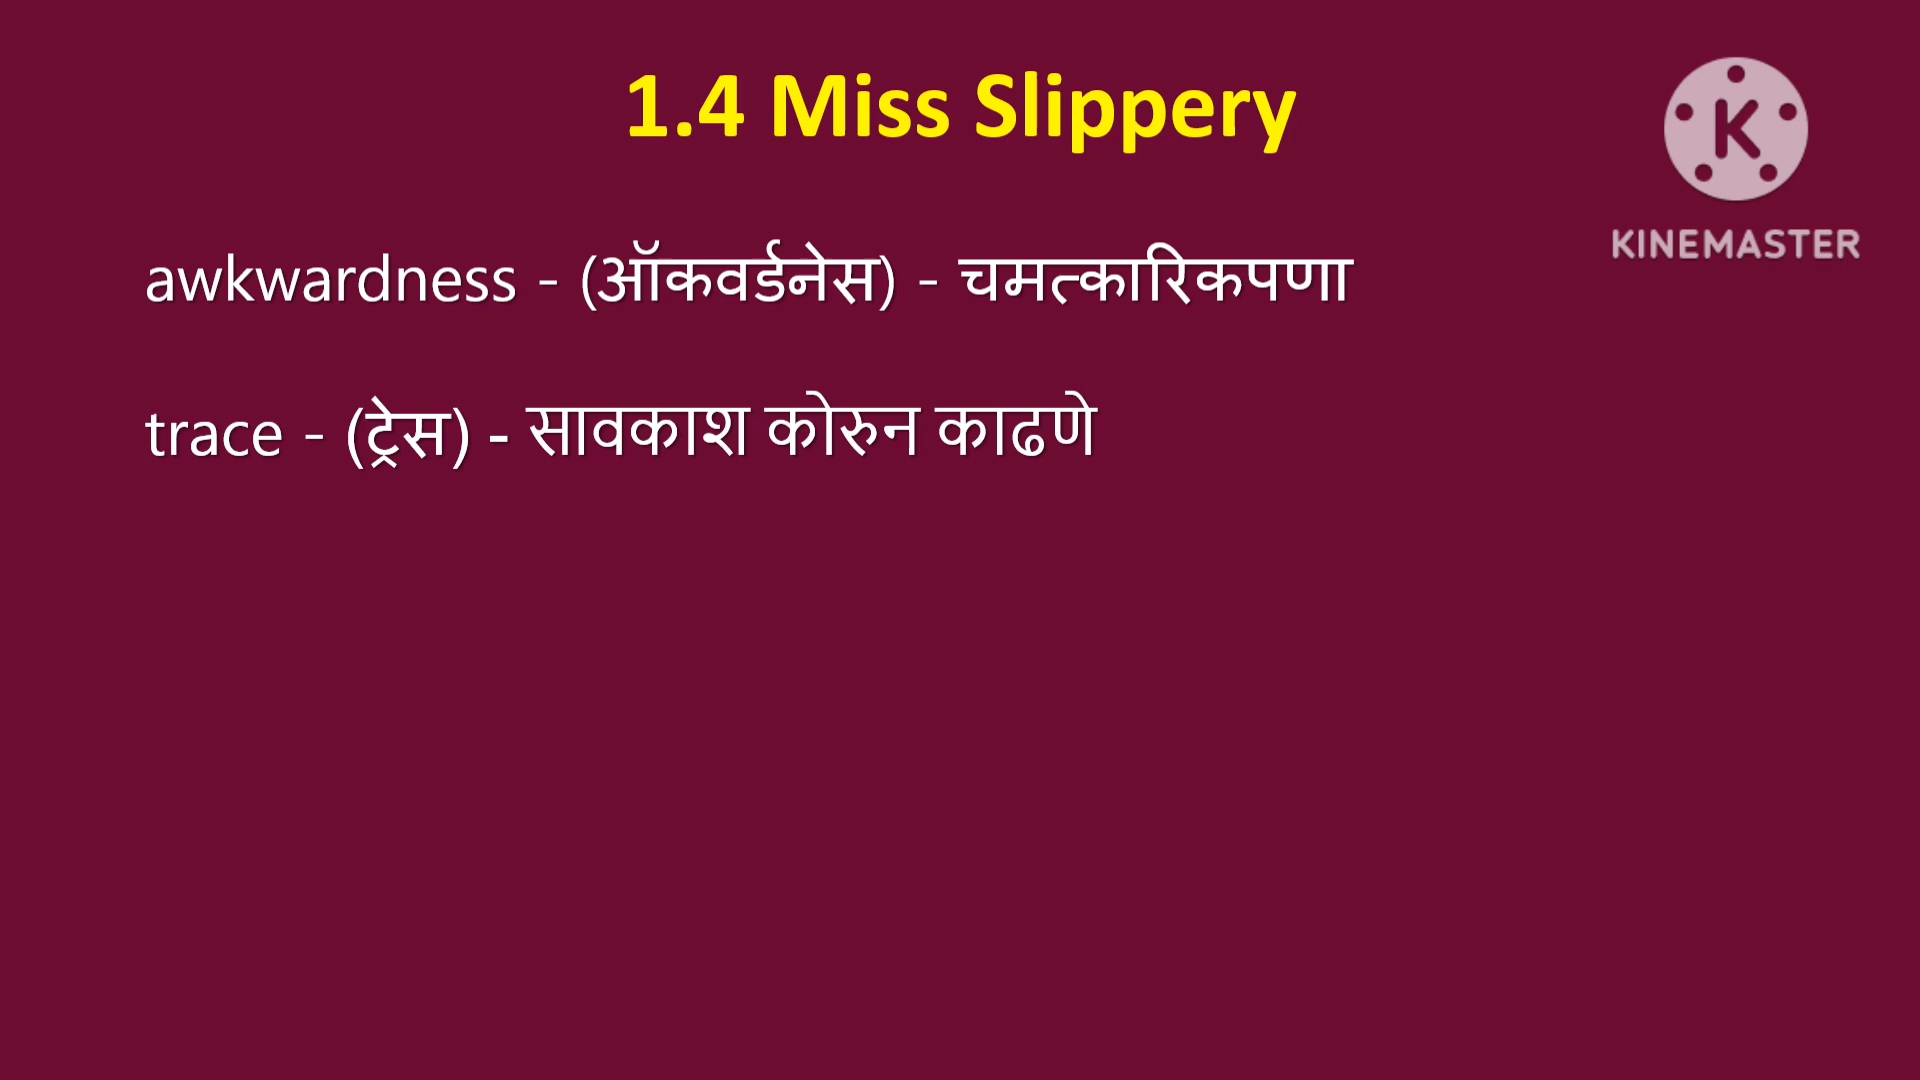 1.4 Miss Slippery
K
KINEMASTER
awkwardness - (ऑकवर्डनेस) - चमत्कारिकपणा
trace - (ट्रेस) - सावकाश कोरुन काढणे